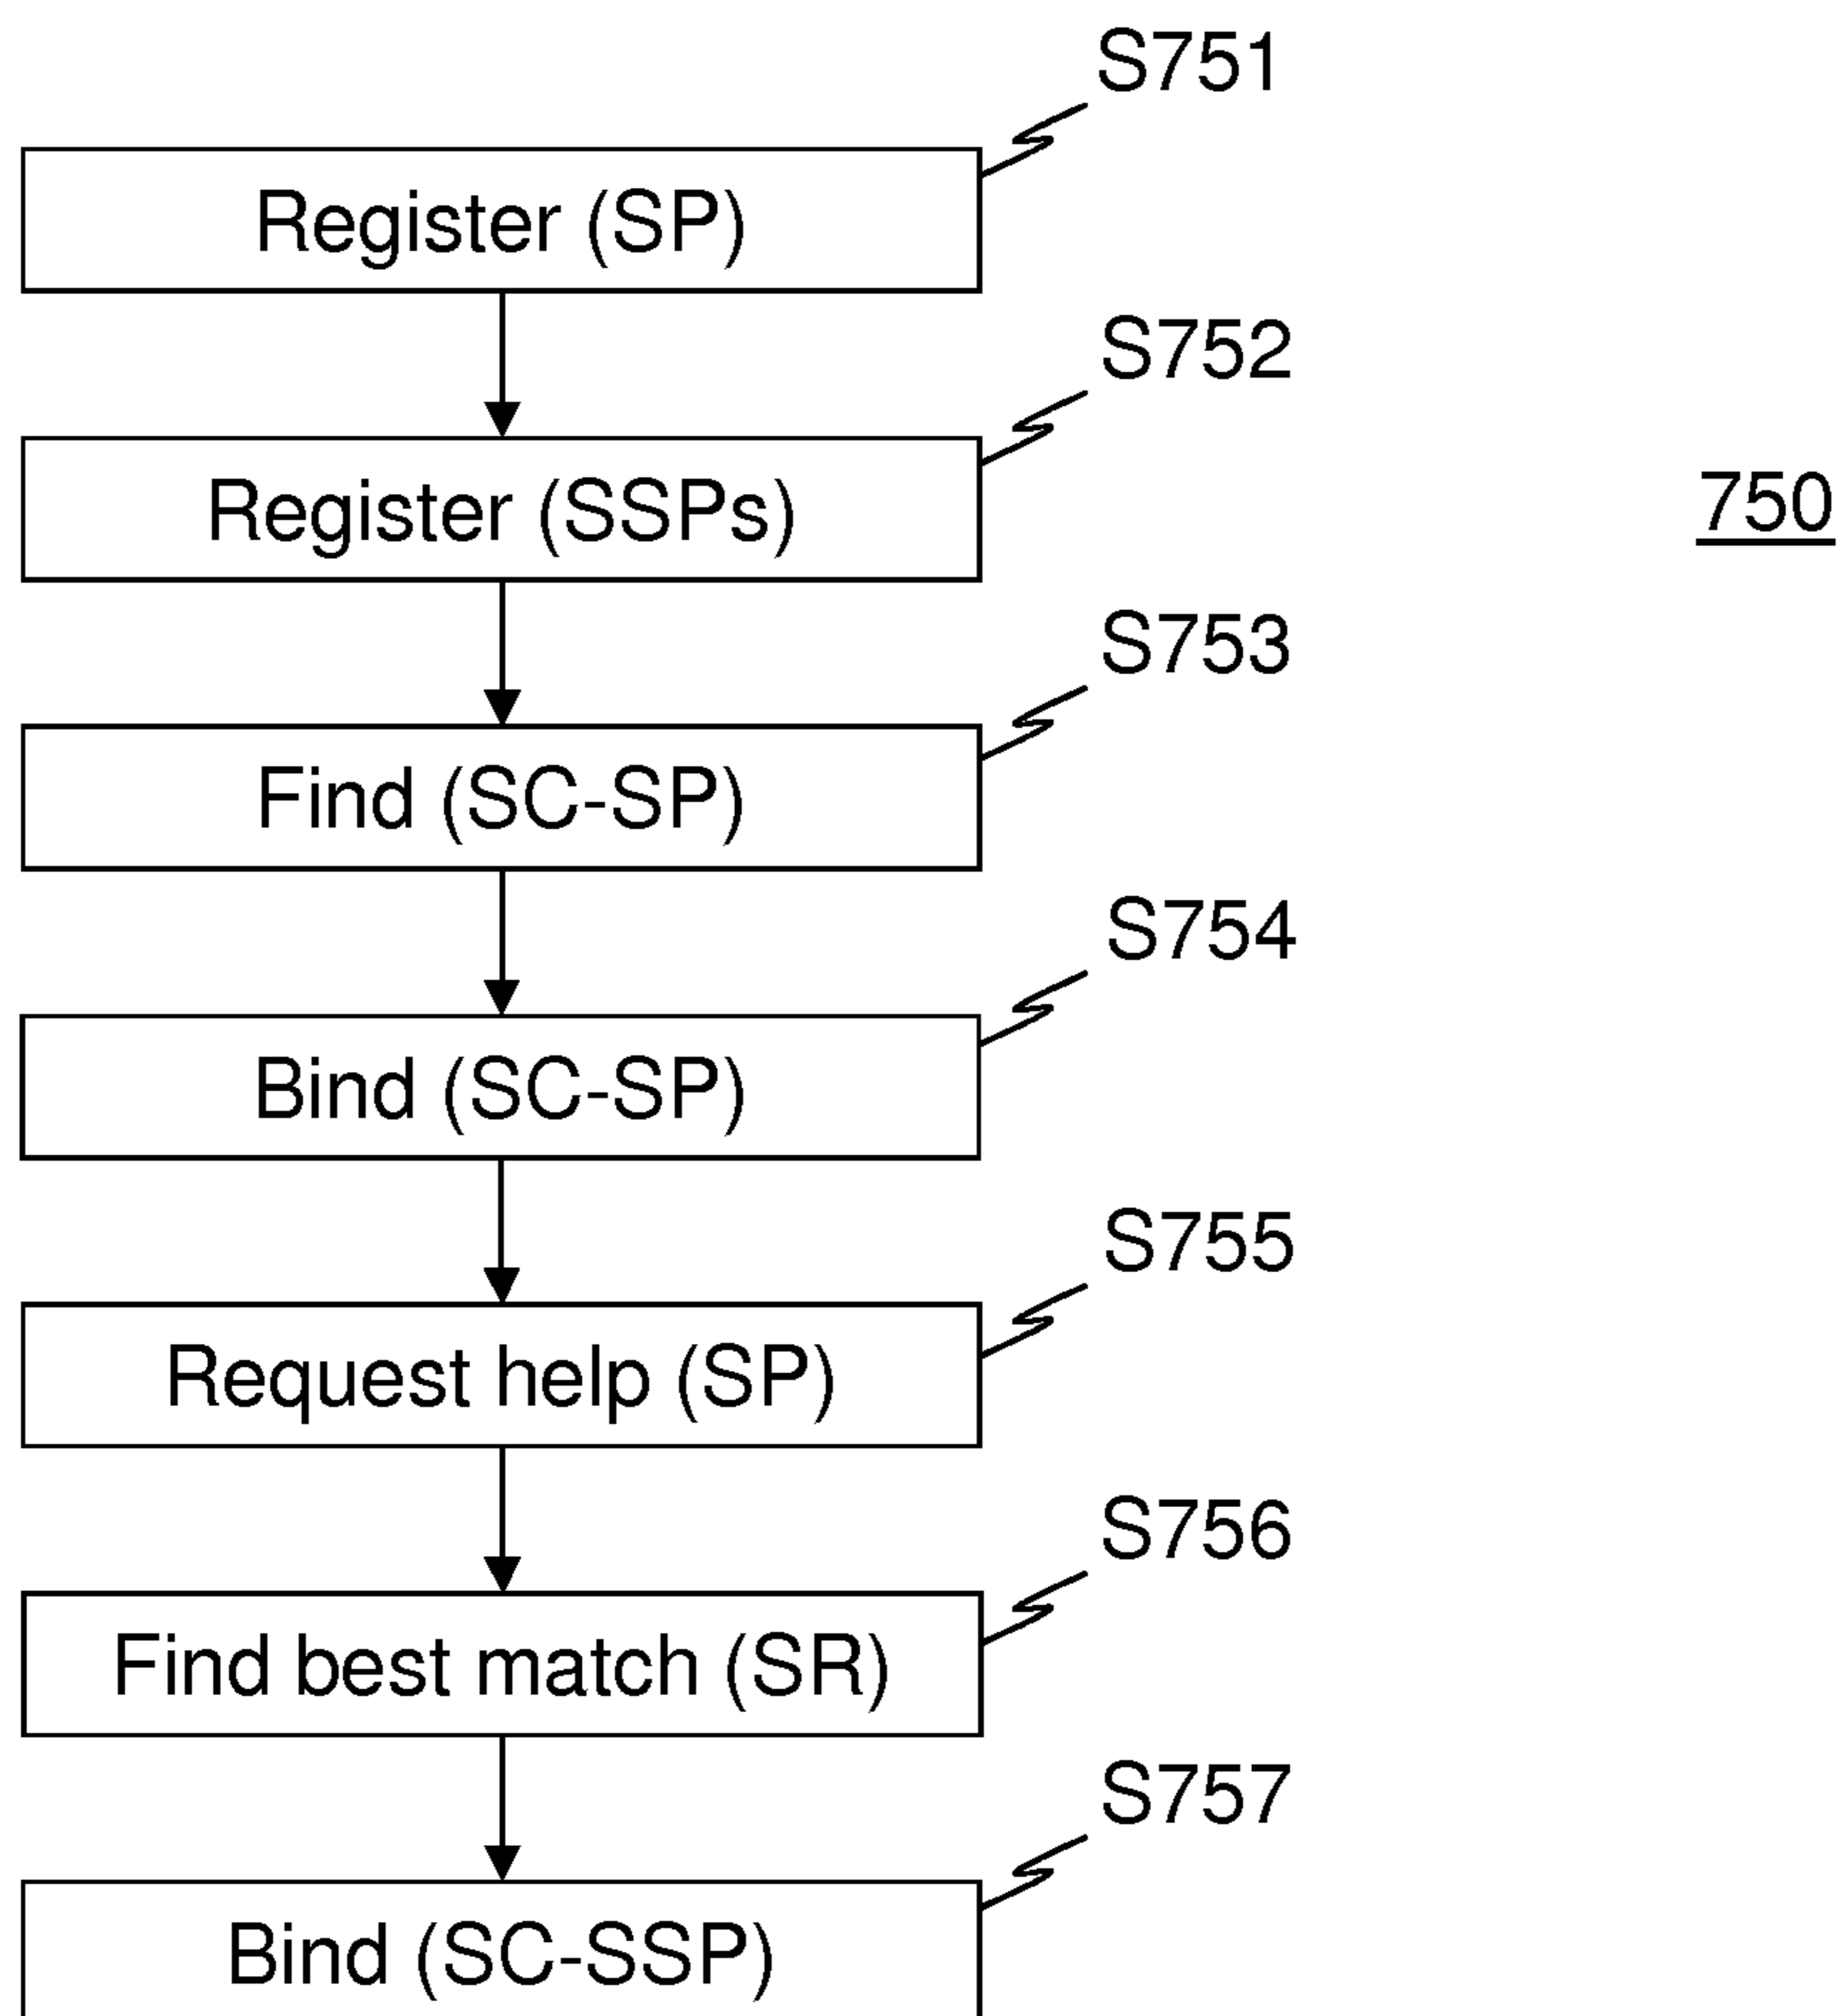 S751
Register (SP)
S752
Register (SSPs)
750
S753
Find (SC-SP)
S754
Bind (SC-SP)
S755
Request help (SP)
S756
Find best match (SR)
S757
Bind (SC-SSP)